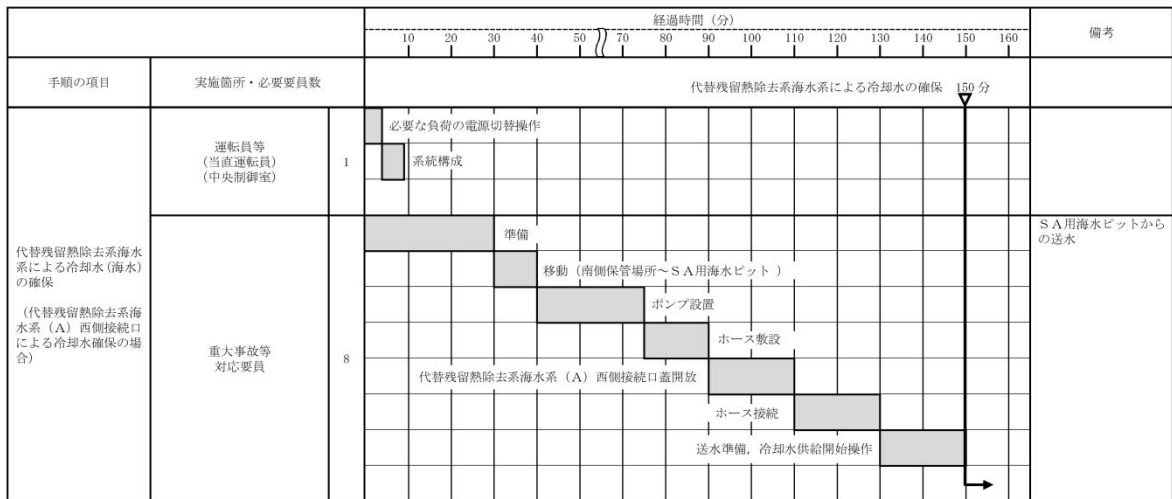 経過時間（分）
備考
10 20 30 40 50 70 80 90 100 110 120 130 140 150 160
手順の項目
実施箇所・必要要員数
代替残留熱除去系海水系による冷却水の確保 150 分
必要な負荷の電源切替操作
運転員等
（当直運転員）
（中央制御室）
1
系統構成
代替残留熱除去系海水
系による冷却水（海水）
の確保
（代替残留熱除去系海
水系（A）西側接続口
による冷却水確保の場
合）
重大事故等
対応要員
8
準備
移動（南側保管場所～ＳＡ用海水ピット ）
ポンプ設置
ホース敷設
代替残留熱除去系海水系（A）西側接続口蓋開放
ホース接続
送水準備，冷却水供給開始操作
ＳＡ用海水ピットか
らの送水